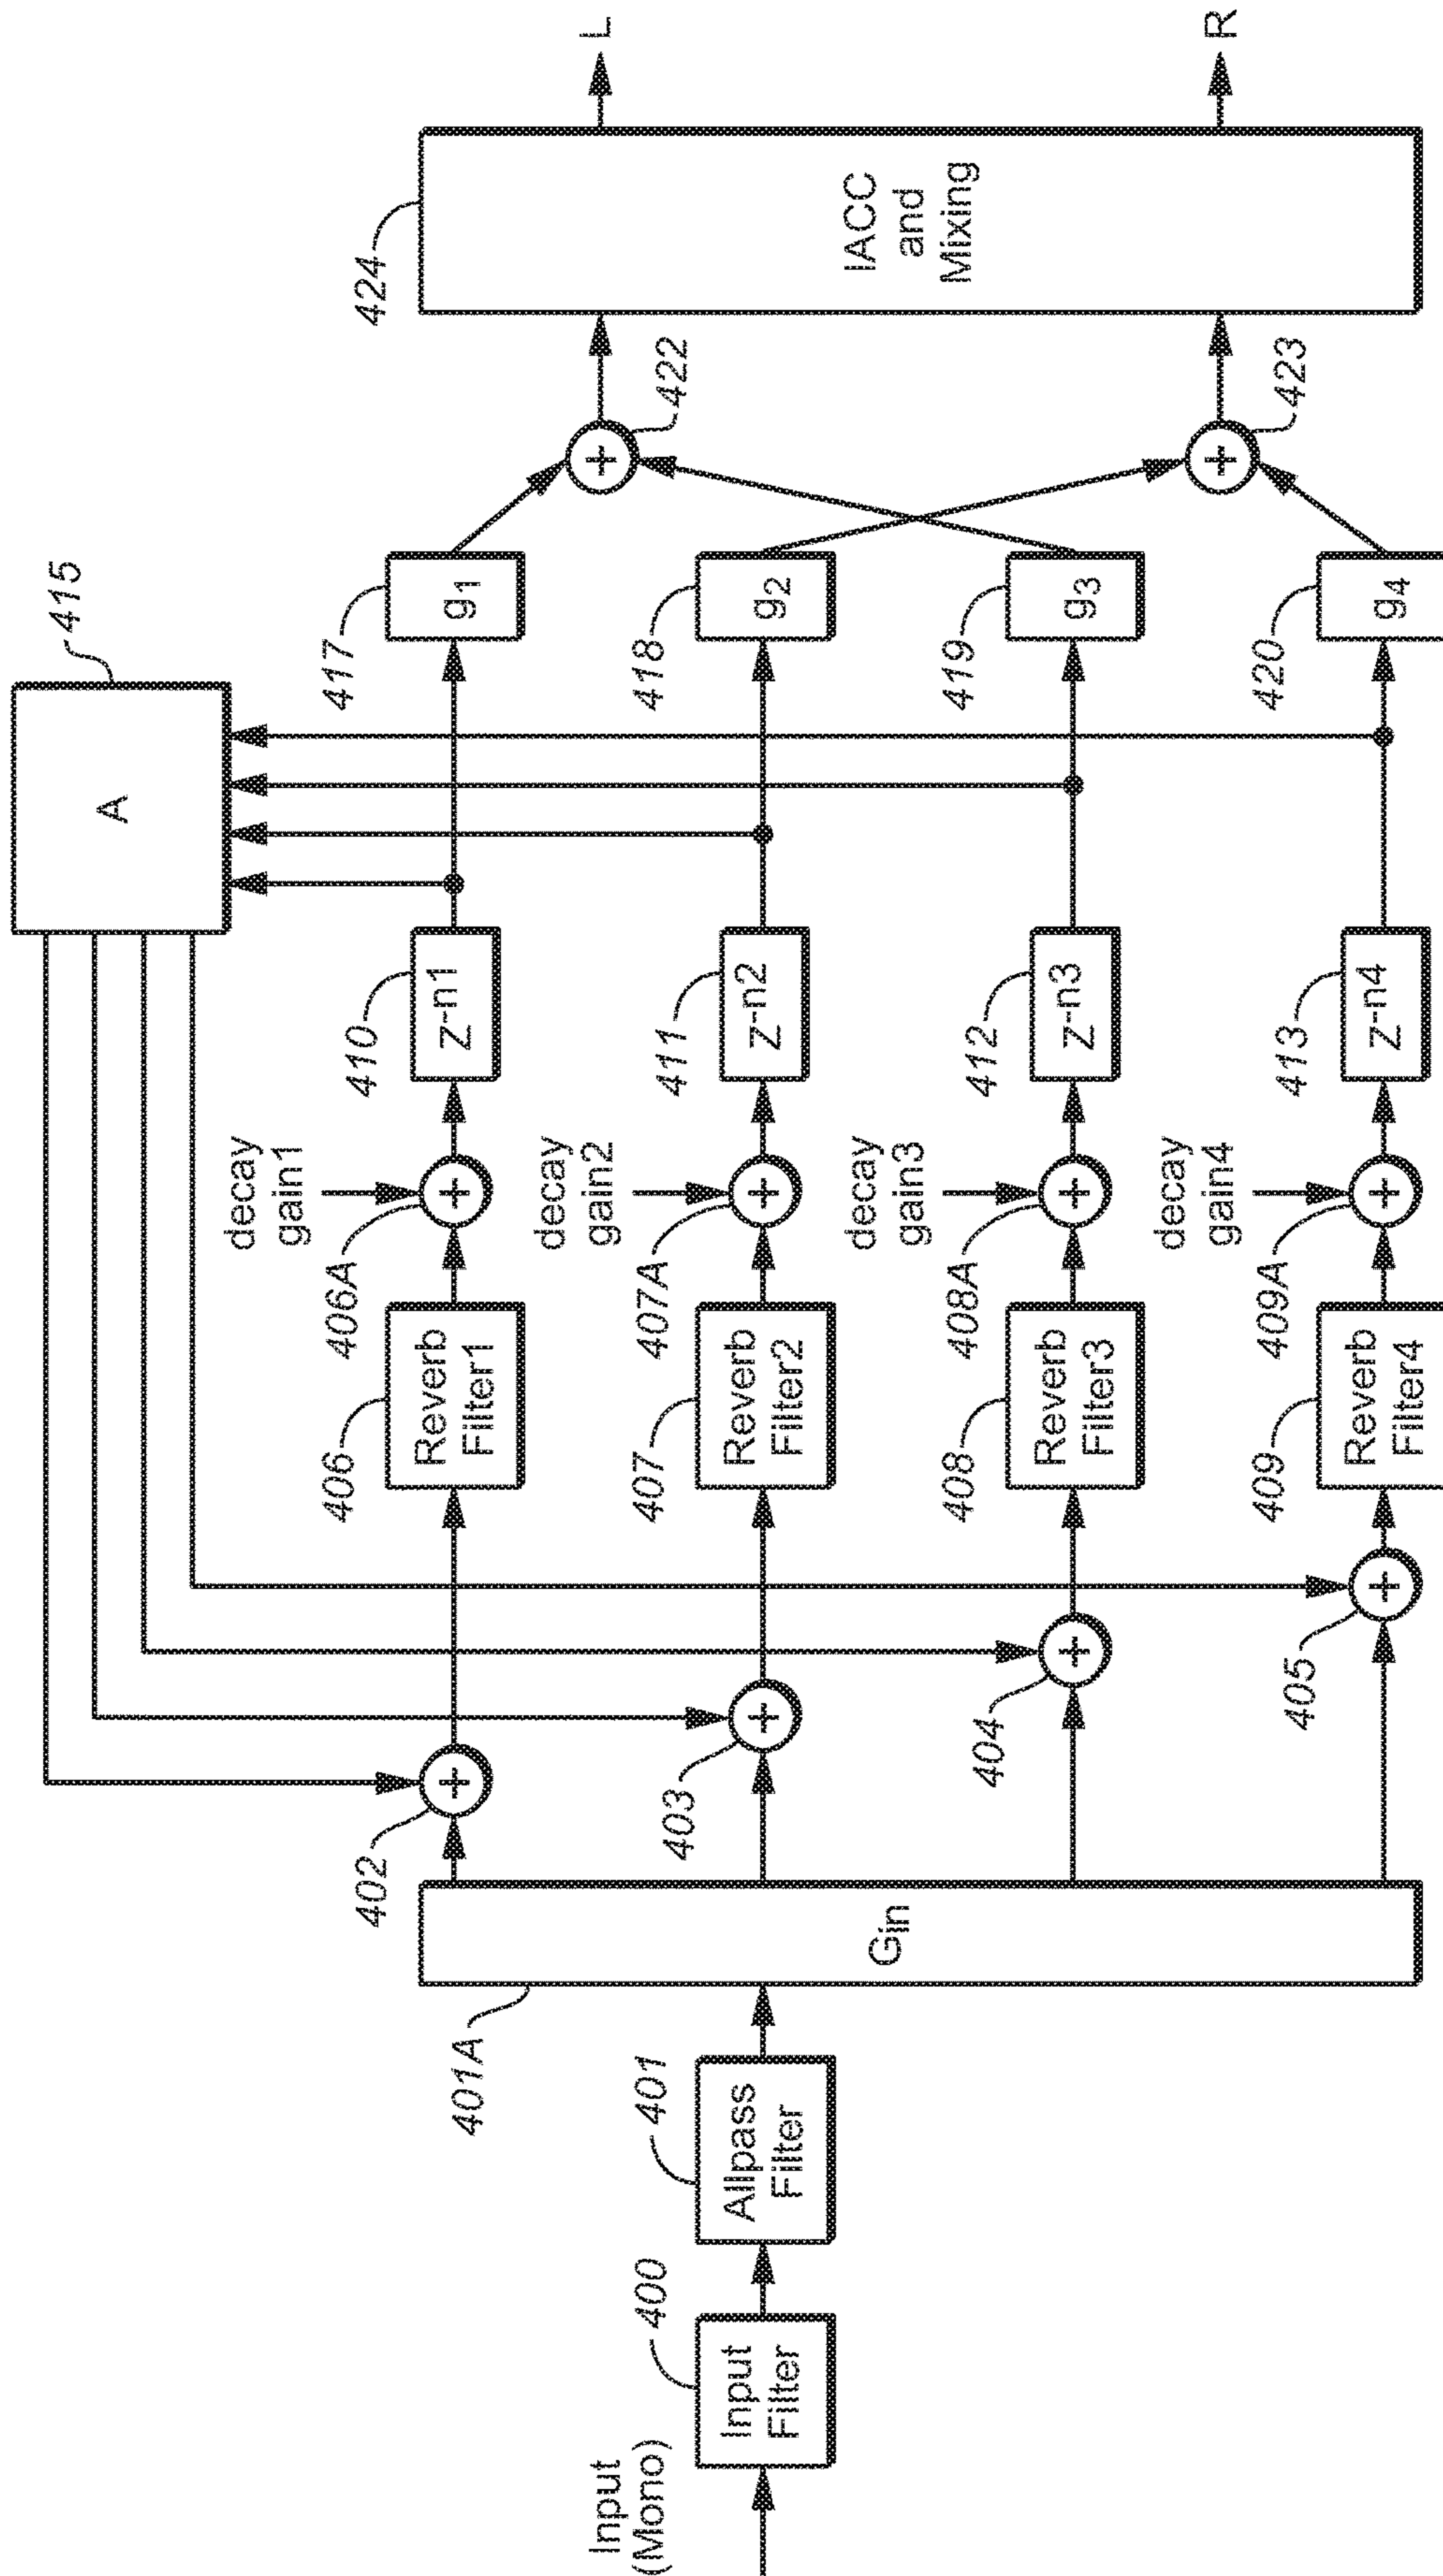 Input
(Mono)
400
Input
Filter
401
Allpass
Filter
401A
Gin
402
403
404
405
406
Reverb
Filter1
407
Reverb
Filter2
408
Reverb
Filter3
409
Reverb
Filter4
decay
gain1
406A
decay
gain2
407A
decay
gain3
408A
decay
gain4
409A
410
z-n1
411
z-n2
412
z-n3
413
z-n4
A
415
417
g1
418
g2
419
g3
420
g4
422
423
424
IACC
and
Mixing
L
R
+
+
+
+
+
+
+
+
+
+